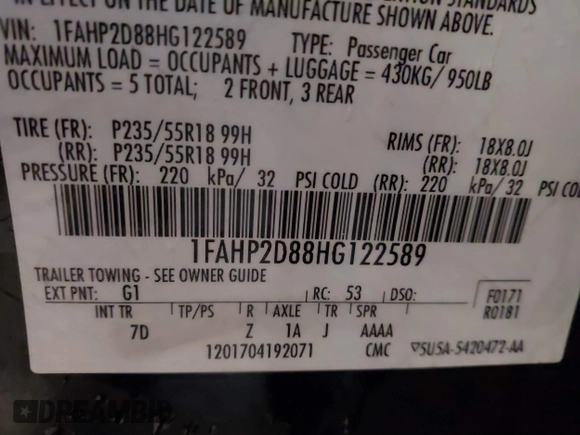 IN EFFECT ON THE DATE OF MANUFACTURE SHOWN ABOVE.
VIN: 1FAHP2D88HG122589 TYPE: Passenger Car
MAXIMUM LOAD = OCCUPANTS + LUGGAGE = 430KG/ 950LB
OCCUPANTS = 5 TOTAL; 2 FRONT, 3 REAR
TIRE (FR): P235/55R18 99H RIMS (FR): 18X8.0J
(RR): P235/55R18 99H (RR): 18X8.0J
PRESSURE (FR): 220 kPa/ 32 PSI COLD (RR): 220 kPa/ 32 PSI COL
1FAHP2D88HG122589
TRAILER TOWING - SEE OWNER GUIDE
EXT PNT: G1 RC: 53 DSO: F0171
INT TR TP/PS R AXLE TR SPR R0181
7D Z 1A J AAAA
1201704192071 CMC 5U5A-5420472-AA
DREAMBID